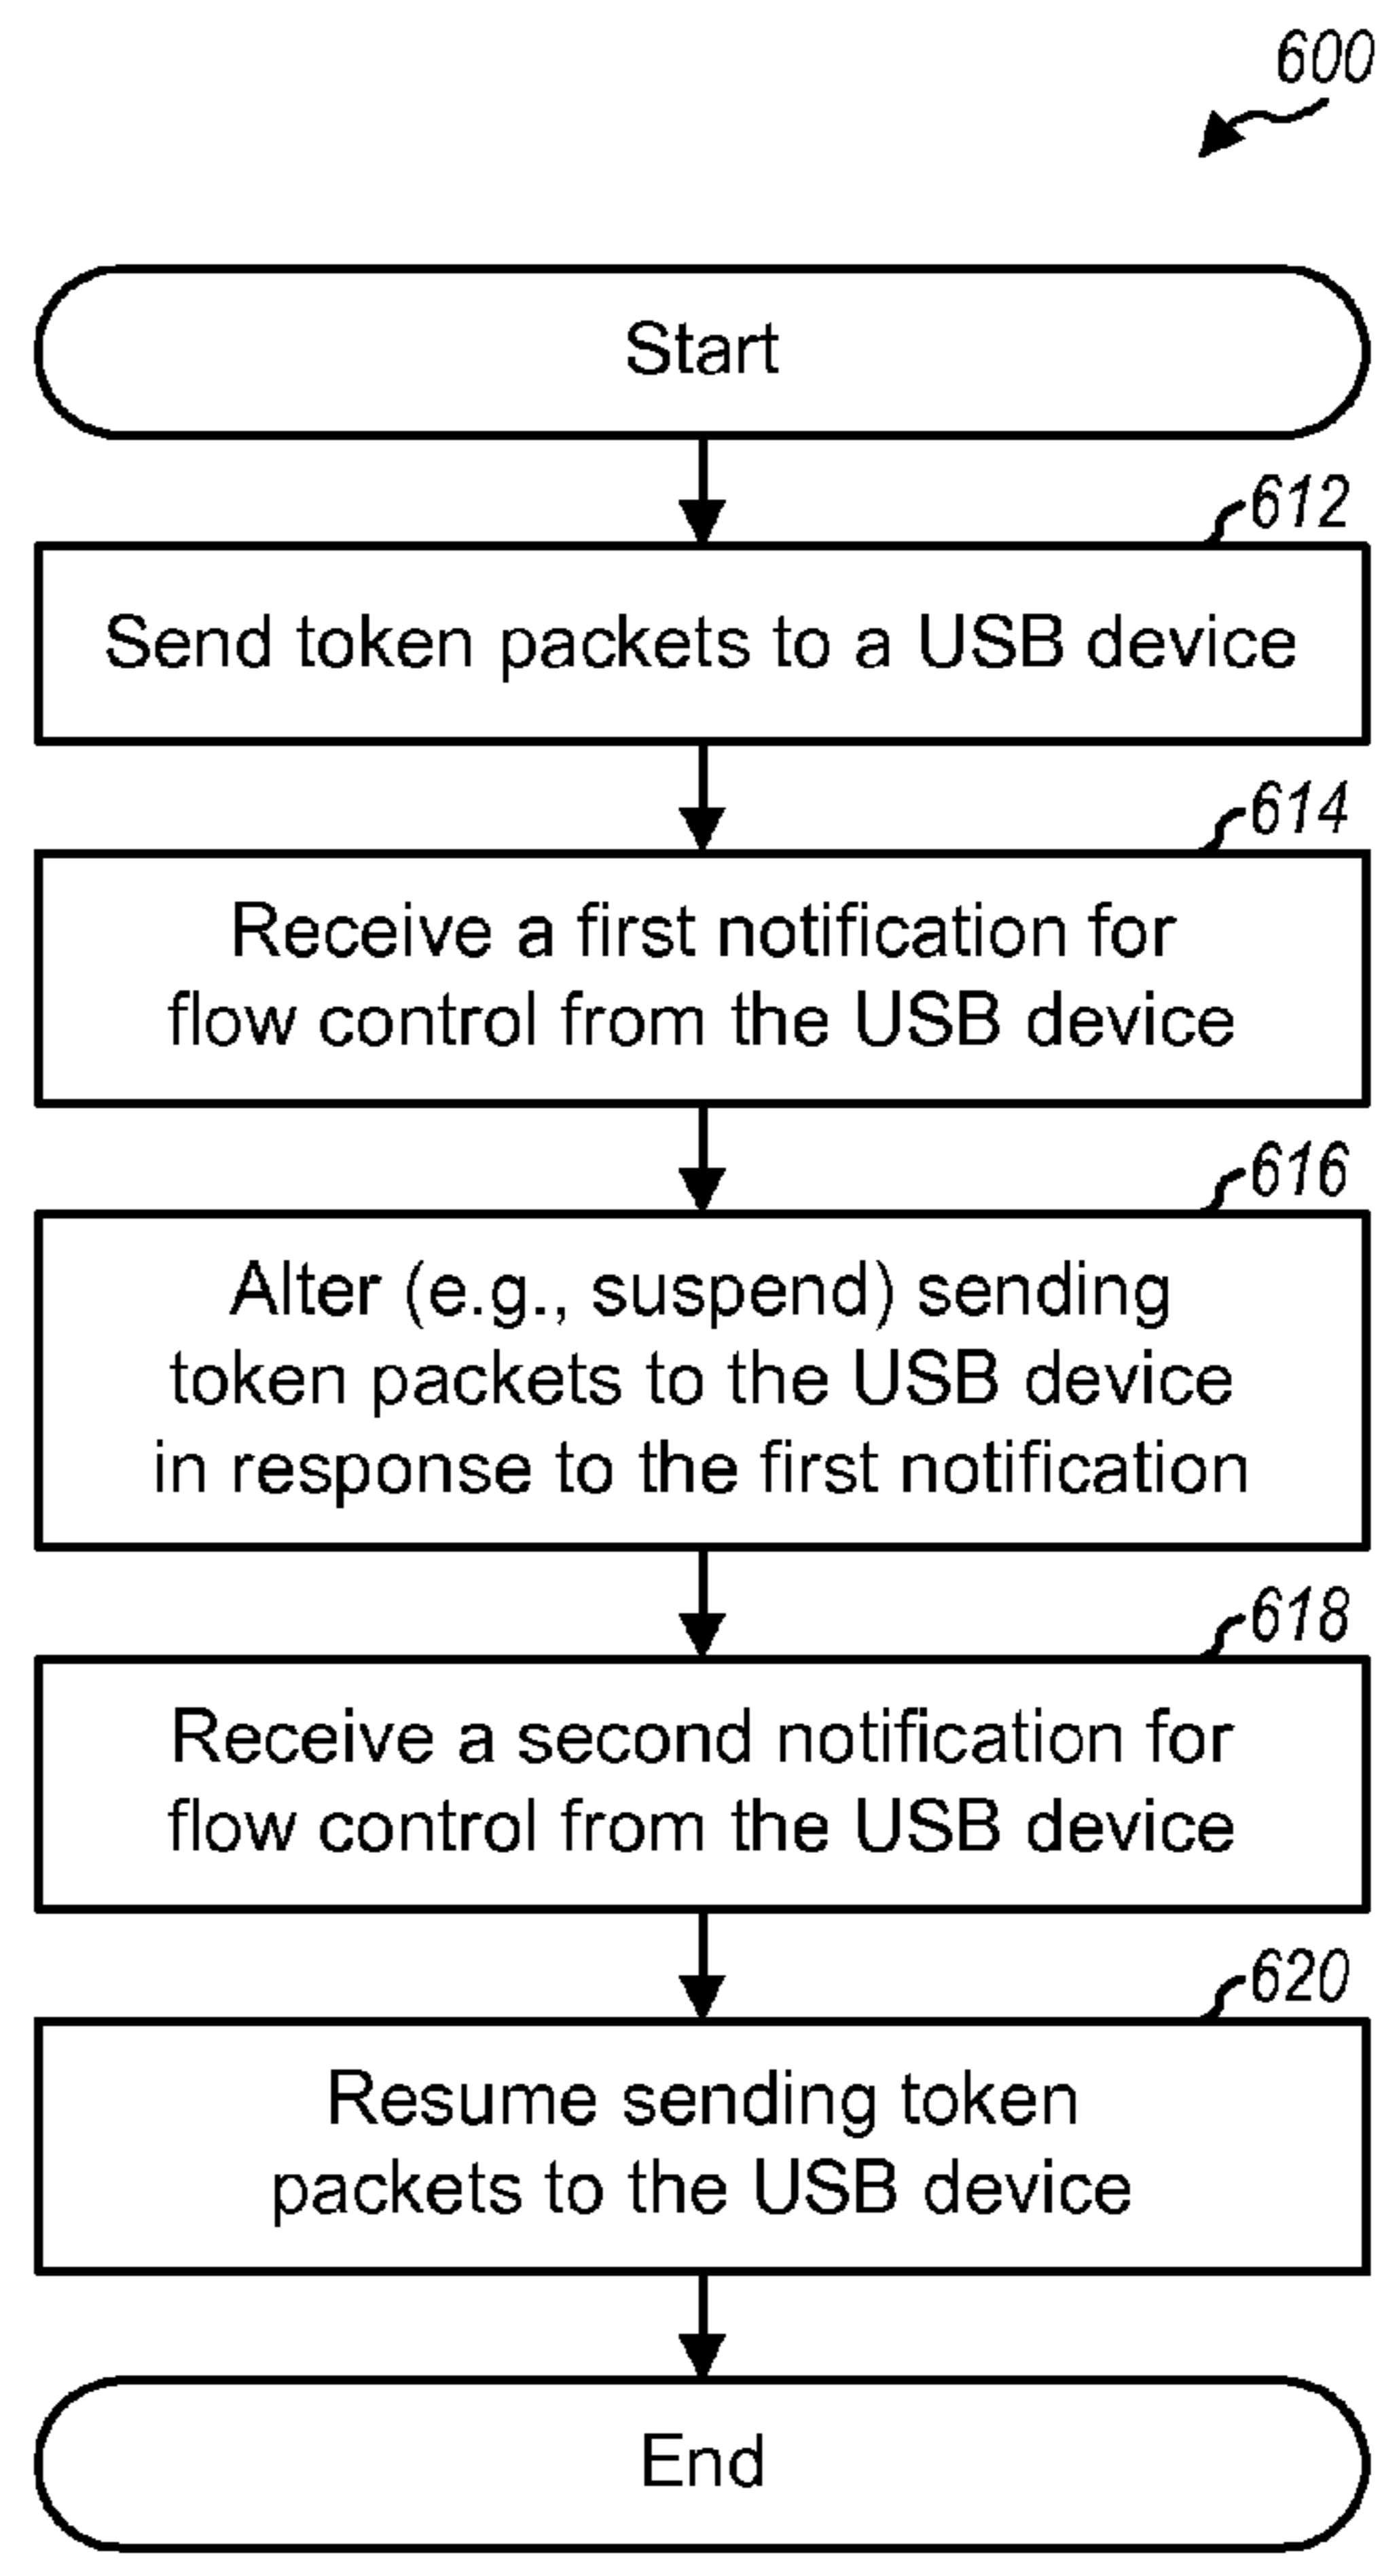 600
Start
612
Send token packets to a USB device
614
Receive a first notification for
flow control from the USB device
616
Alter (e.g., suspend) sending
token packets to the USB device
in response to the first notification
618
Receive a second notification for
flow control from the USB device
620
Resume sending token
packets to the USB device
End